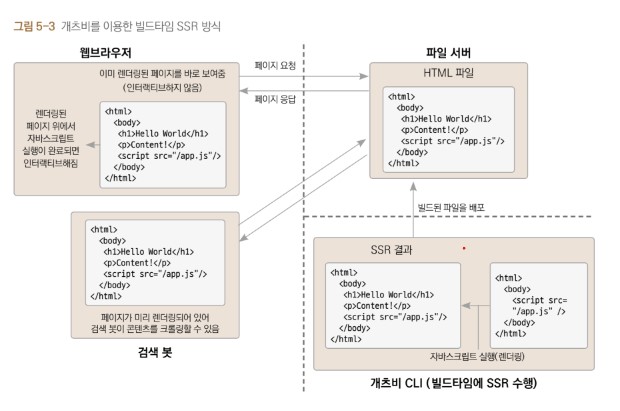 그림 5-3 개츠비를 이용한 빌드타임 SSR 방식
웹브라우저
이미 렌더링된 페이지를 바로 보여줌
(인터랙티브하지 않음)
렌더링된
페이지 위에서
자바스크립트
실행이 완료되면
인터랙티브해짐
<html>
<body>
<h1>Hello World</h1>
<p>Content!</p>
<script src="/app.js"/>
</body>
</html>
페이지 요청
페이지 응답
파일 서버
HTML 파일
<html>
<body>
<h1>Hello World</h1>
<p>Content!</p>
<script src="/app.js"/>
</body>
</html>
<html>
<body>
<h1>Hello World</h1>
<p>Content!</p>
<script src="/app.js"/>
</body>
</html>
페이지가 미리 렌더링되어 있어
검색 봇이 콘텐츠를 크롤링할 수 있음
검색 봇
빌드된 파일을 배포
SSR 결과
<html>
<body>
<h1>Hello World</h1>
<p>Content!</p>
<script src="/app.js"/>
</body>
</html>
<html>
<body>
<script src=
"/app.js" />
</body>
</html>
자바스크립트 실행(렌더링)
개츠비 CLI (빌드타임에 SSR 수행)